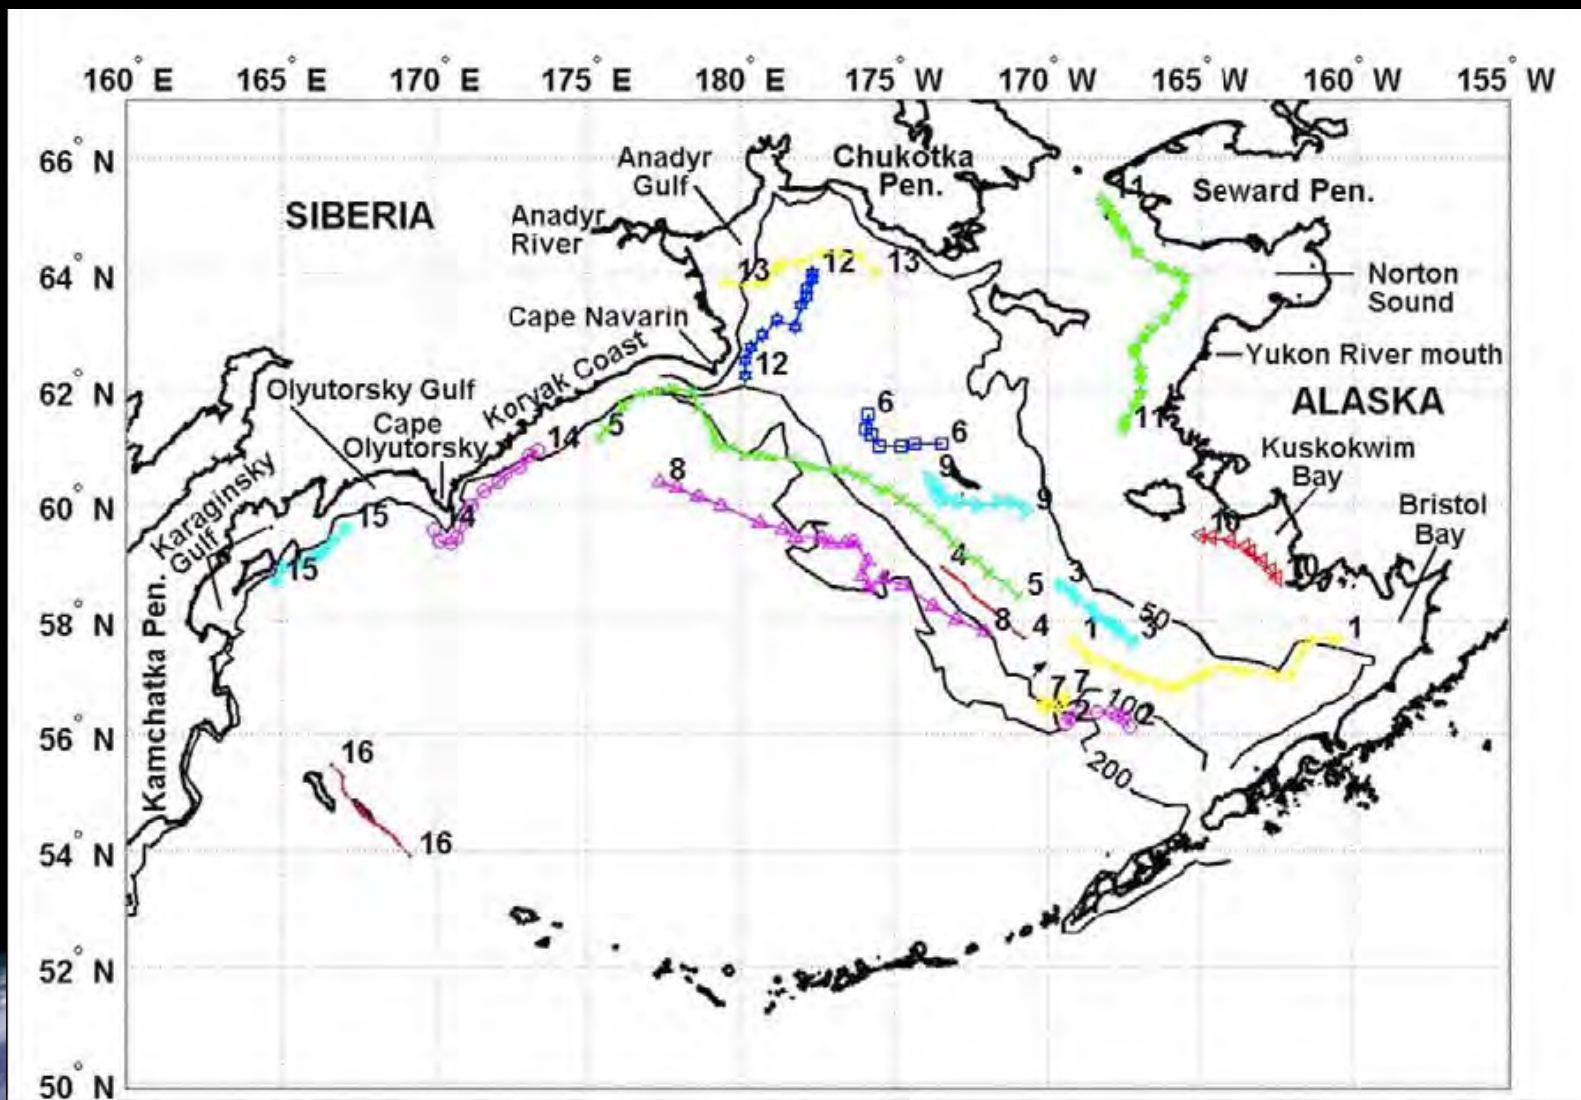 160° E 165° E 170° E 175° E 180° E 175° W 170° W 165° W 160° W 155° W
66° N
64° N
62° N
60° N
58° N
56° N
54° N
52° N
50° N
Anadyr
Gulf
Chukotka
Pen.
11
Seward Pen.
SIBERIA
Anadyr
River
13
12
13
Norton
Sound
Cape Navarin
Koryak Coast
12
Yukon River mouth
Olyutorsky Gulf
Cape
Olyutorsky
14
5
6
6
11
ALASKA
Kuskokwim
Bay
8
9
9
Karaginsky
Gulf
15
15
10
10
Bristol
Bay
4
5
3
50
8
4
1
3
1
Kamchatka Pen.
7
7
2
100
2
200
16
16